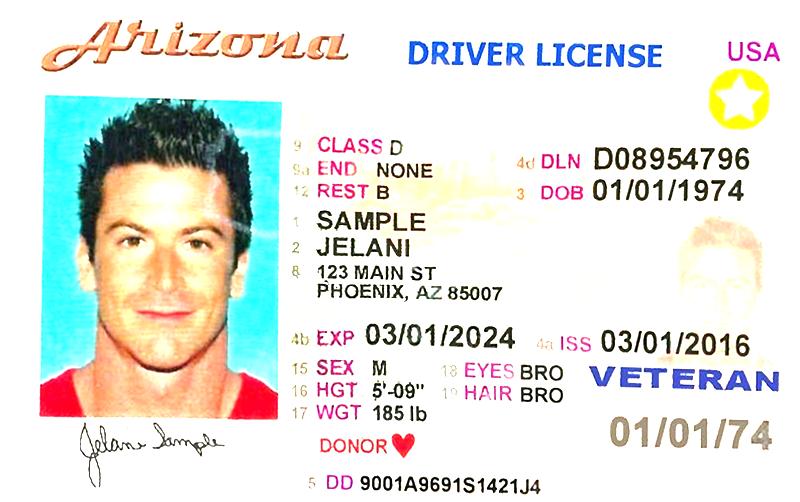 Arizona DRIVER LICENSE USA
9 CLASS D
9a END NONE 4d DLN D08954796
12 REST B 3 DOB 01/01/1974
1 SAMPLE
2 JELANI
8 123 MAIN ST
PHOENIX, AZ 85007
4b EXP 03/01/2024 4a ISS 03/01/2016
15 SEX M 18 EYES BRO VETERAN
16 HGT 5'-09" 19 HAIR BRO
17 WGT 185 lb 01/01/74
Jelani Sample DONOR
5 DD 9001A9691S1421J4